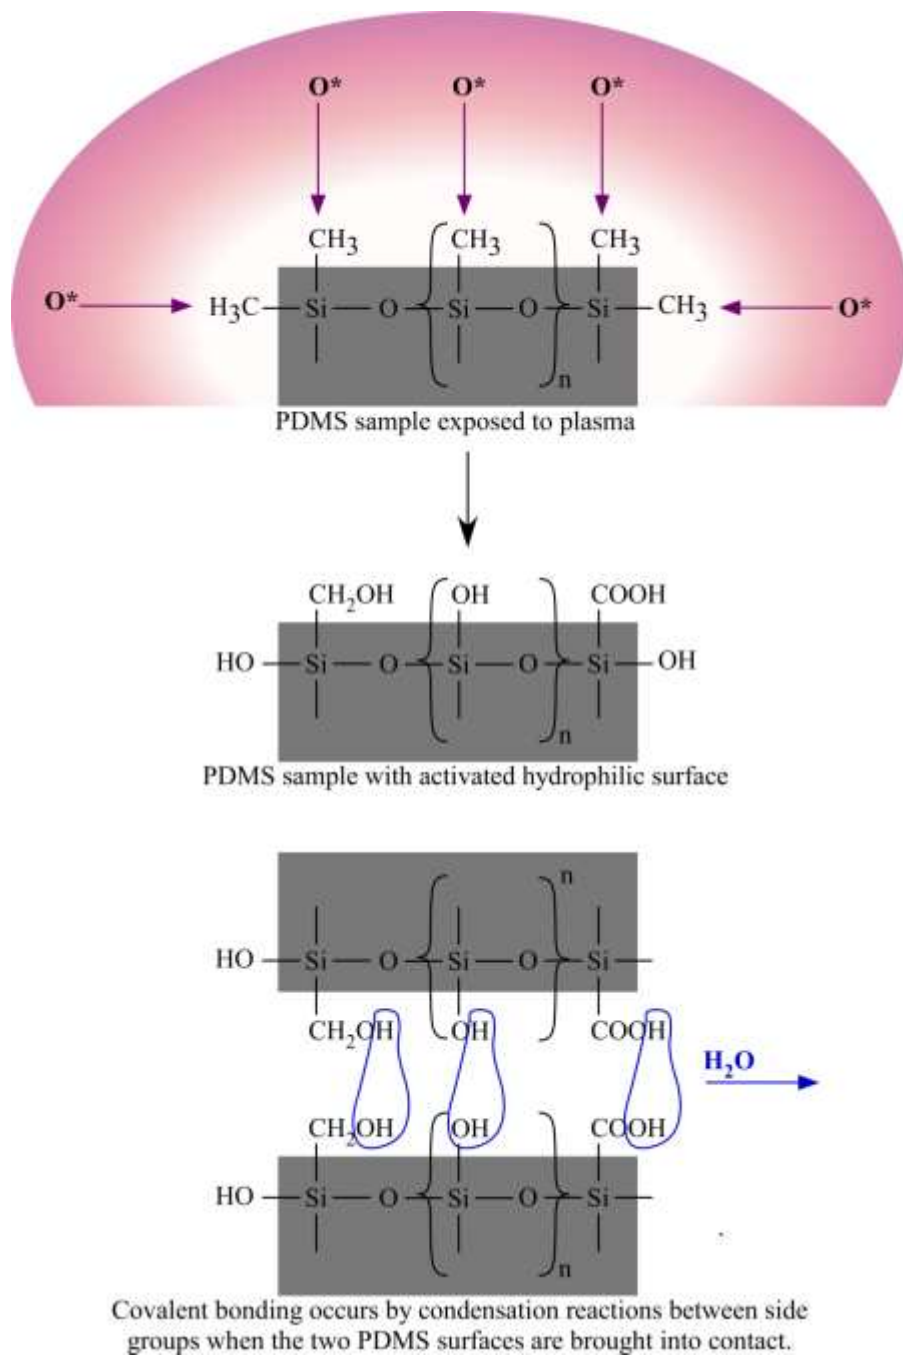 O* O* O*
CH3 CH3 CH3
O* H3C Si O Si O Si CH3 O*
n
PDMS sample exposed to plasma
CH2OH OH COOH
HO Si O Si O Si OH
n
PDMS sample with activated hydrophilic surface
n
HO Si O Si O Si
CH2OH OH COOH
H2O
CH2OH OH COOH
HO Si O Si O Si
n
Covalent bonding occurs by condensation reactions between side
groups when the two PDMS surfaces are brought into contact.